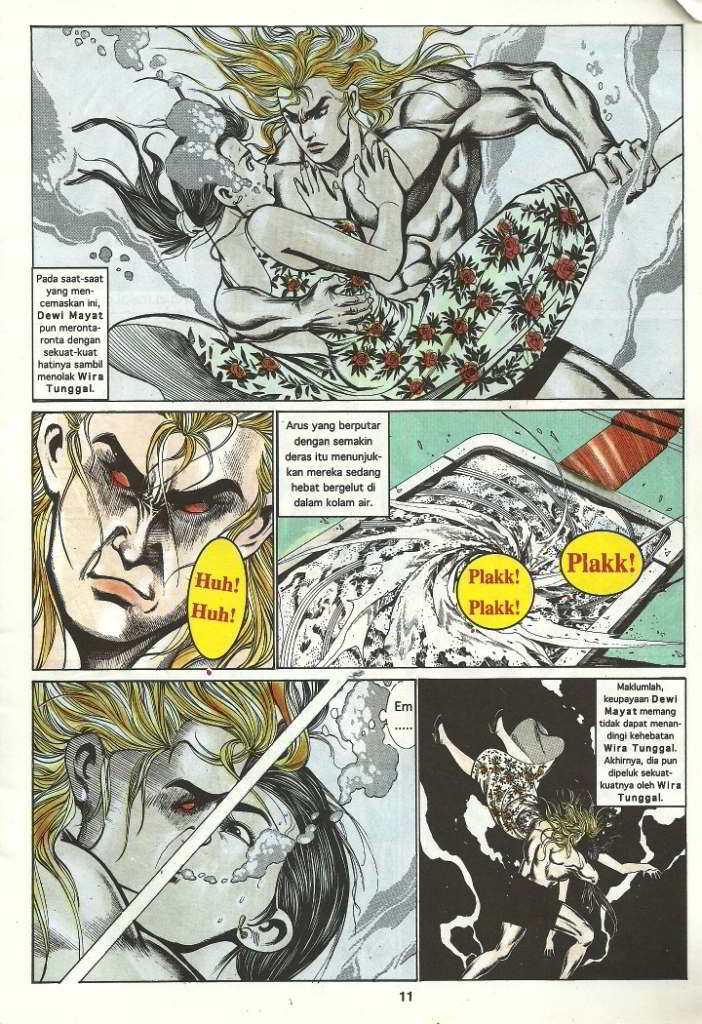 Pada saat-saat
yang men-
cemaskan ini,
Dewi Mayat
pun meronta-
ronta dengan
sekuat-kuat
hatinya sambil
menolak Wira
Tunggal.
Huh!
Huh!
Arus yang berputar
dengan semakin
deras itu menunjuk-
kan mereka sedang
hebat bergelut di
dalam kolam air.
Plakk!
Plakk!
Plakk!
Em
.....
Maklumlah,
keupayaan Dewi
Mayat memang
tidak dapat menan-
dingi kehebatan
Wira Tunggal.
Akhirnya, dia pun
dipeluk sekuat-
kuatnya oleh Wira
Tunggal.
11